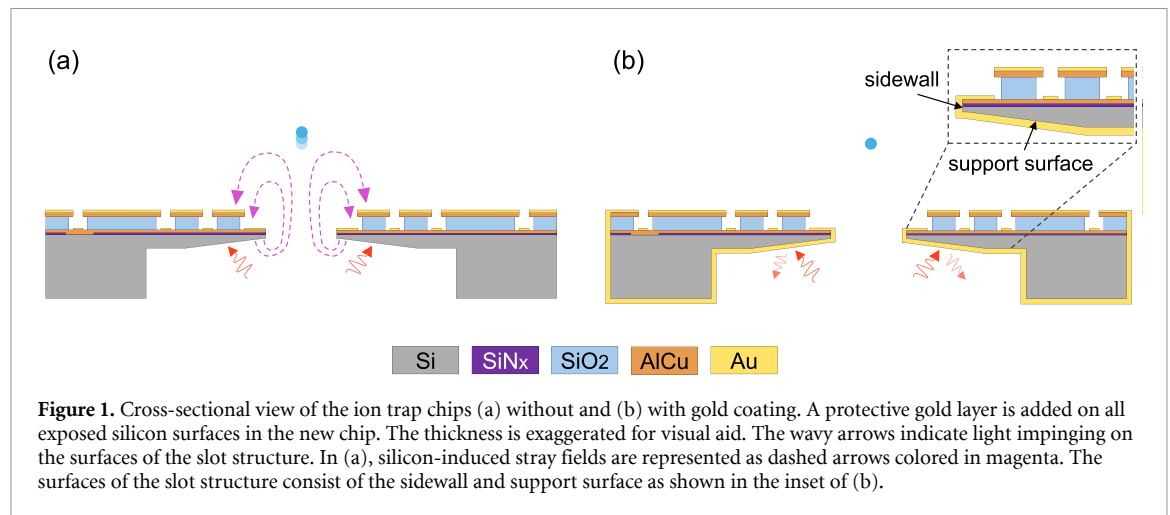 (a)
(b)
sidewall
support surface
Si
SiNx
SiO2
AlCu
Au
Figure 1. Cross-sectional view of the ion trap chips (a) without and (b) with gold coating. A protective gold layer is added on all
exposed silicon surfaces in the new chip. The thickness is exaggerated for visual aid. The wavy arrows indicate light impinging on
the surfaces of the slot structure. In (a), silicon-induced stray fields are represented as dashed arrows colored in magenta. The
surfaces of the slot structure consist of the sidewall and support surface as shown in the inset of (b).